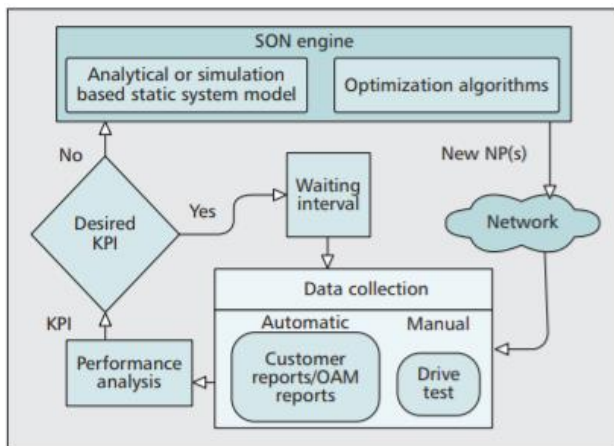 SON engine
Analytical or simulation
based static system model
Optimization algorithms
No
New NP(s)
Waiting
interval
Yes
Desired
KPI
Network
Data collection
KPI
Automatic
Manual
Performance
analysis
Customer
reports/OAM
reports
Drive
test